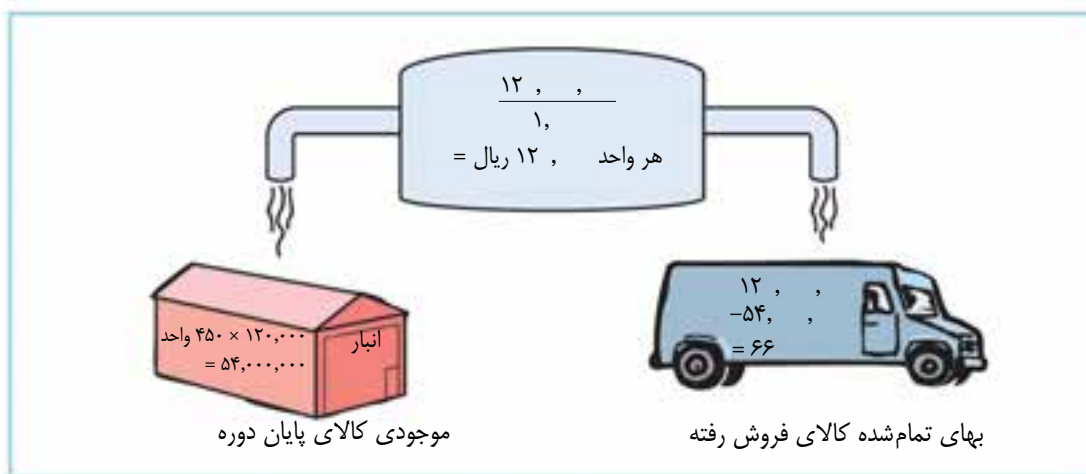 ۱۲ , ,
۱,
هر واحد , ۱۲ ریال =
۴۵۰ × ۱۲۰,۰۰۰ واحد
= ۵۴,۰۰۰,۰۰۰
انبار
موجودی کالای پایان دوره
۱۲ , ,
−۵۴, ,
= ۶۶
بهای تمام‌شده کالای فروش رفته